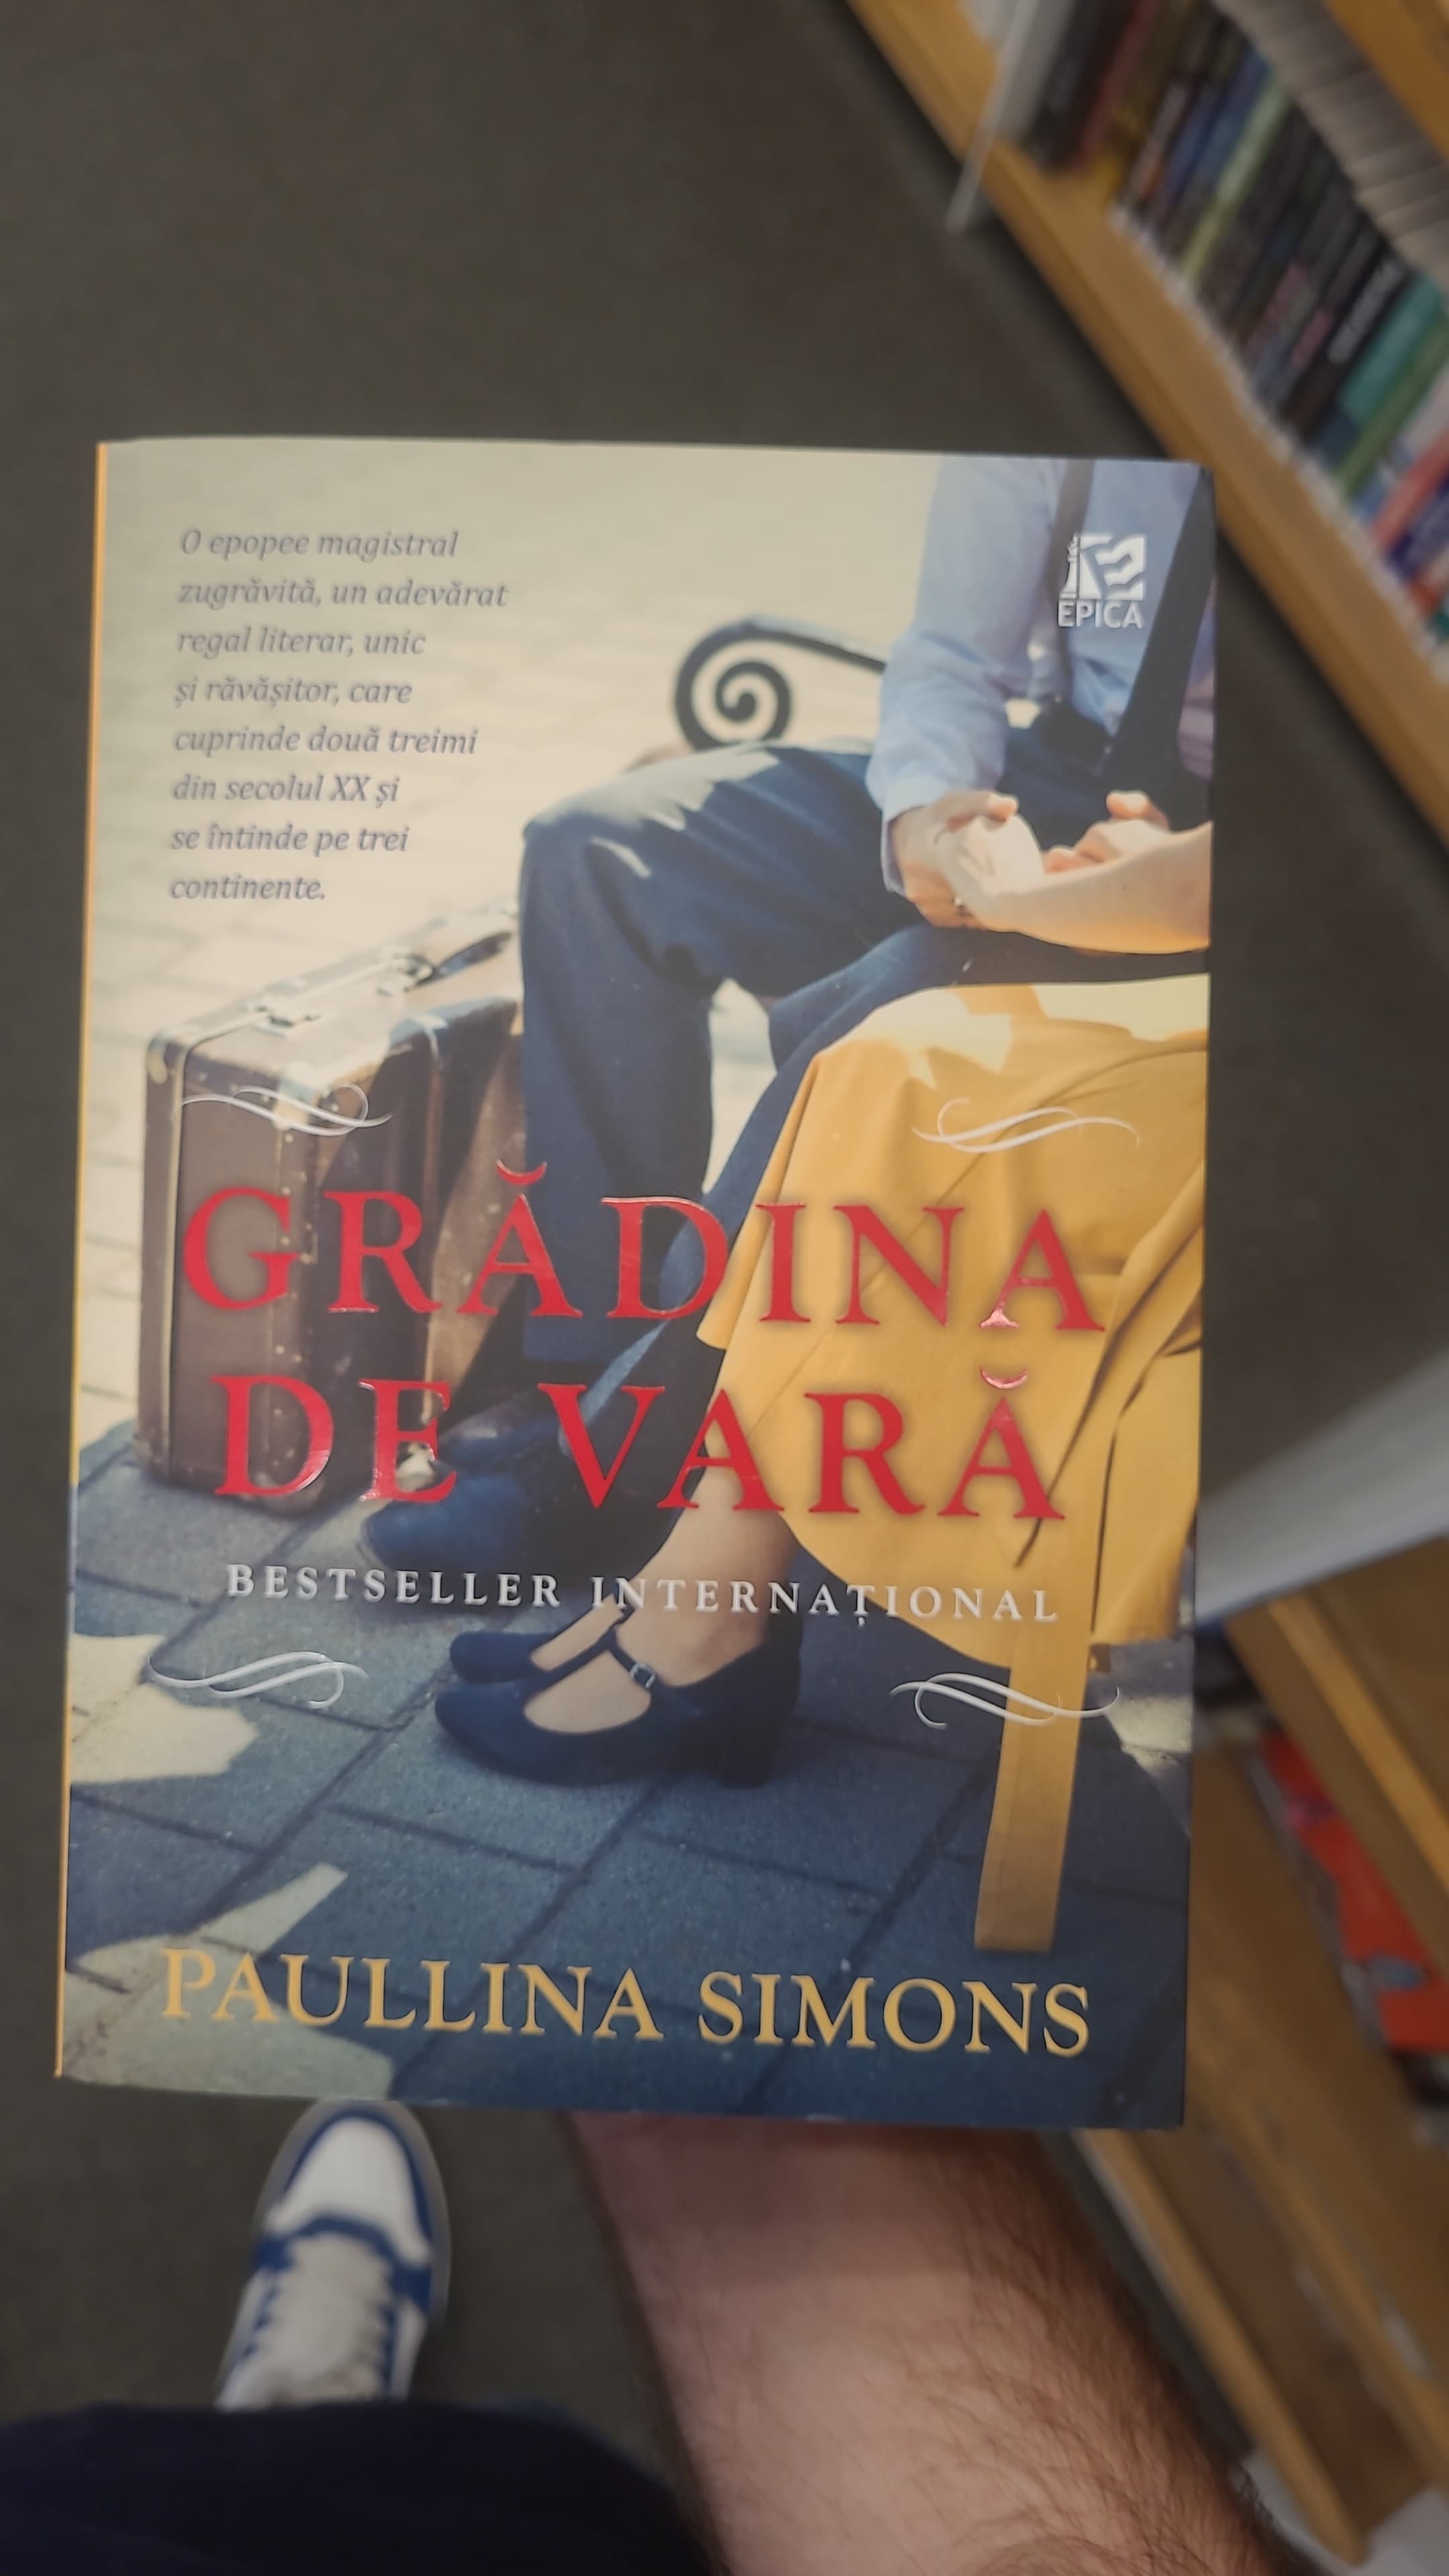 O epopee magistral
zugrăvită, un adevărat
regal literar, unic
și răvășitor, care
cuprinde două treimi
din secolul XX și
se întinde pe trei
continente.
EPICA
GRĂDINA
DE VARĂ
BESTSELLER INTERNAȚIONAL
PAULLINA SIMONS